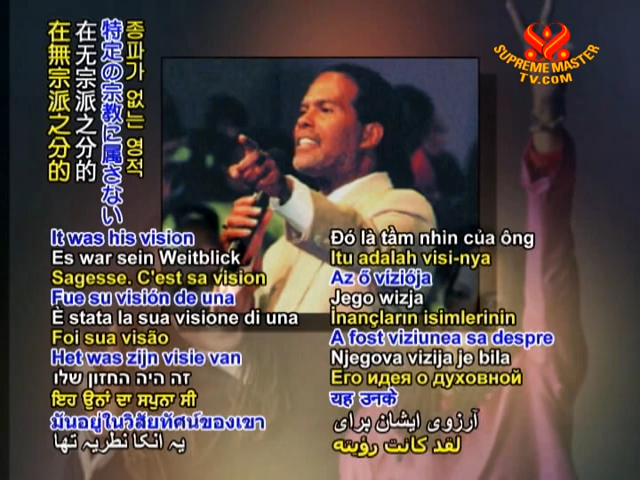 SUPREME MASTER
TV.COM
종파가 없는 영적
特定の宗教に属さない
在无宗派之分的
在無宗派之分的
It was his vision
Es war sein Weitblick
Sagesse. C'est sa vision
Fue su visión de una
È stata la sua visione di una
Foi sua visão
Het was zijn visie van
זה היה החזון שלו
ਇਹ ਉਨਾਂ ਦਾ ਸਪਨਾ ਸੀ
มันอยู่ในวิสัยทัศน์ของเขา
یہ انکا نظریہ تھا
Đó là tầm nhìn của ông
Itu adalah visi-nya
Az ő víziója
Jego wizja
İnançların isimlerinin
A fost viziunea sa despre
Njegova vizija je bila
Его идея о духовной
यह उनके
آرزوی ایشان برای
لقد كانت رؤيته